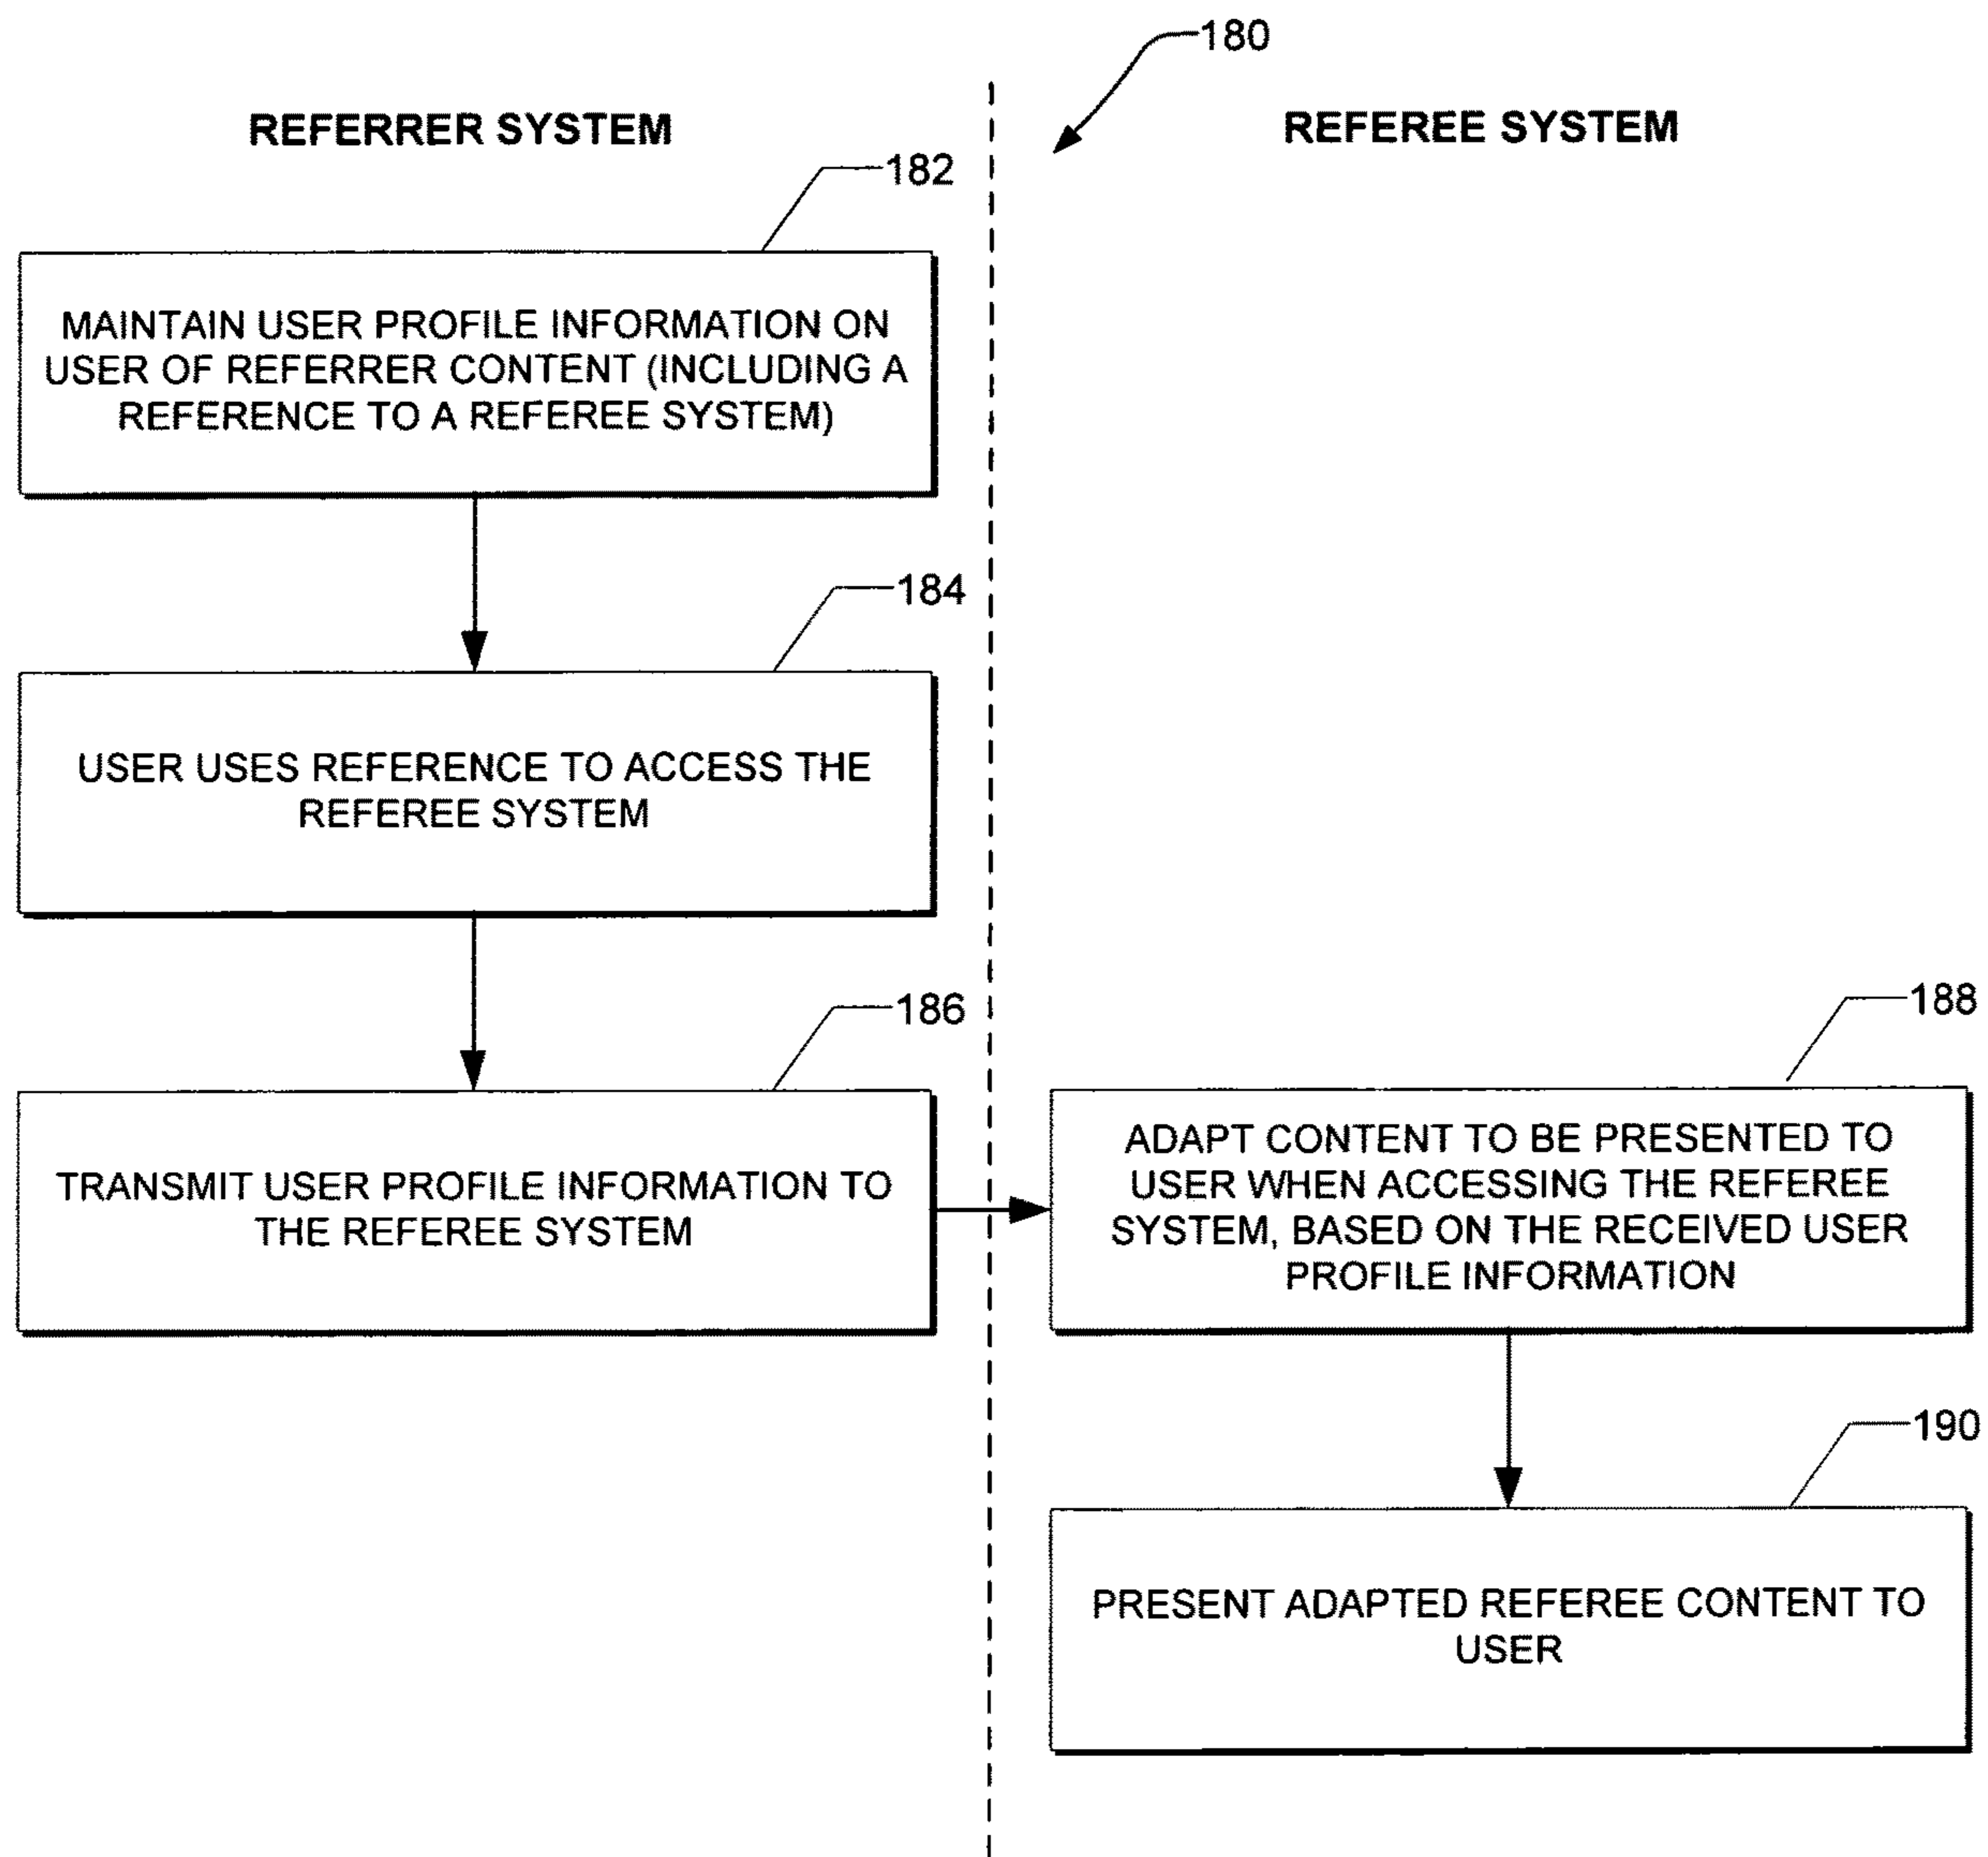 180
REFERRER SYSTEM
REFEREE SYSTEM
182
MAINTAIN USER PROFILE INFORMATION ON
USER OF REFERRER CONTENT (INCLUDING A
REFERENCE TO A REFEREE SYSTEM)
184
USER USES REFERENCE TO ACCESS THE
REFEREE SYSTEM
186
TRANSMIT USER PROFILE INFORMATION TO
THE REFEREE SYSTEM
188
ADAPT CONTENT TO BE PRESENTED TO
USER WHEN ACCESSING THE REFEREE
SYSTEM, BASED ON THE RECEIVED USER
PROFILE INFORMATION
190
PRESENT ADAPTED REFEREE CONTENT TO
USER